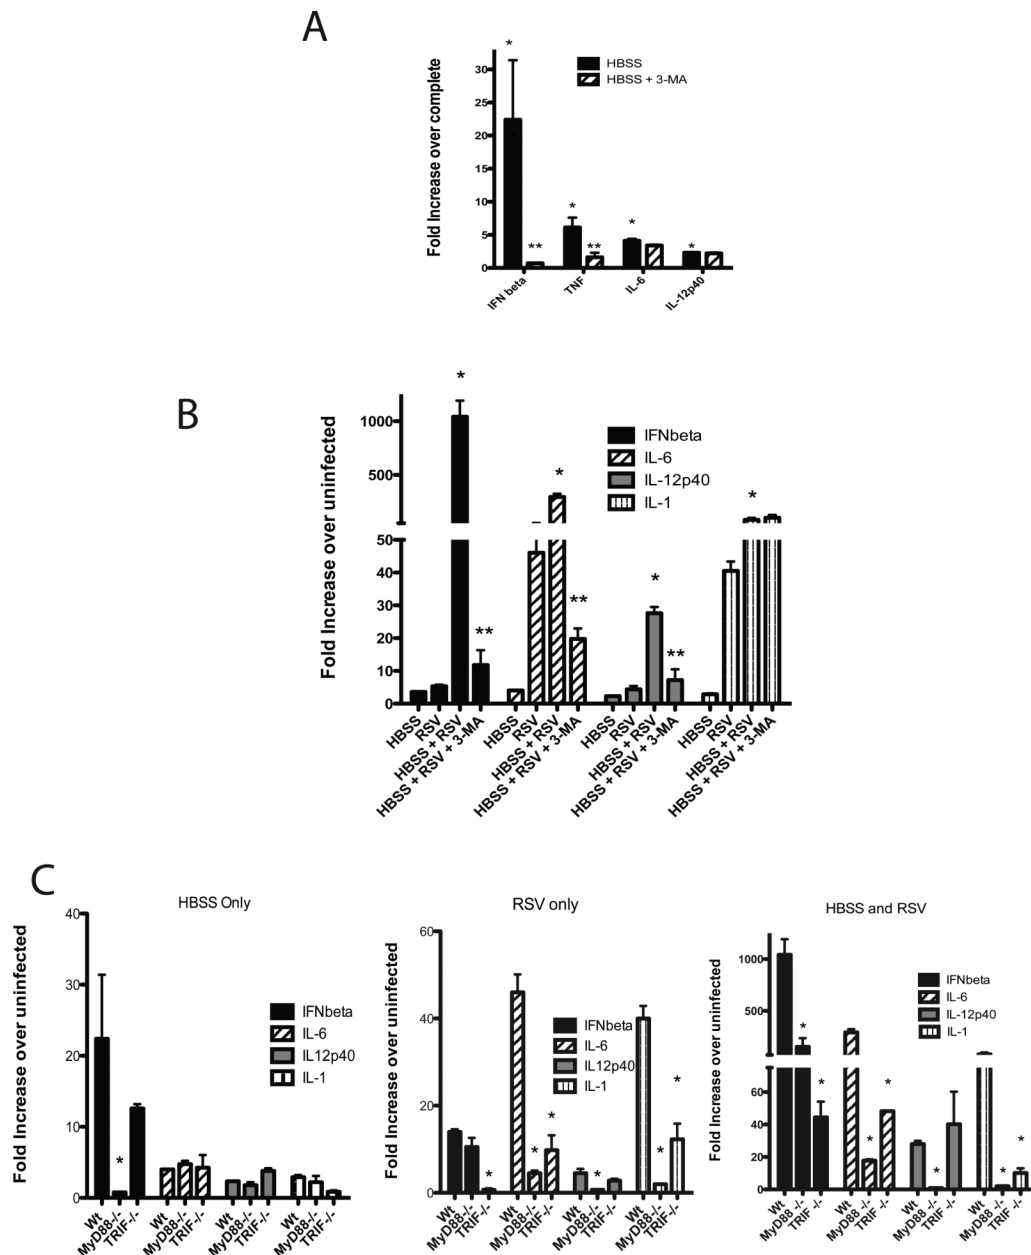 A
*
HBSS
HBSS + 3-MA
Fold Increase over complete
30
25
20
15
10
5
0
*
*
**
**
*
IFN beta
TNF
IL-6
IL-12p40
B
*
Fold Increase over uninfected
1000
500
IFNbeta
IL-6
IL-12p40
IL-1
*
*
50
40
30
20
10
0
**
**
*
**
HBSS
RSV
HBSS + RSV
HBSS + RSV + 3-MA
HBSS
RSV
HBSS + RSV
HBSS + RSV + 3-MA
HBSS
RSV
HBSS + RSV
HBSS + RSV + 3-MA
HBSS
RSV
HBSS + RSV
HBSS + RSV + 3-MA
C
HBSS Only
Fold Increase over uninfected
40
30
20
10
0
IFNbeta
IL-6
IL12p40
IL-1
*
Wt
MyD88-/-
TRIF-/-
Wt
MyD88-/-
TRIF-/-
Wt
MyD88-/-
TRIF-/-
Wt
MyD88-/-
TRIF-/-
RSV only
Fold Increase over uninfected
60
40
20
0
IFNbeta
IL-6
IL12p40
IL-1
*
*
*
*
*
*
Wt
MyD88-/-
TRIF-/-
Wt
MyD88-/-
TRIF-/-
Wt
MyD88-/-
TRIF-/-
Wt
MyD88-/-
TRIF-/-
HBSS and RSV
Fold Increase over uninfected
1000
500
60
40
20
0
IFNbeta
IL-6
IL-12p40
IL-1
*
*
*
*
*
*
*
Wt
MyD88 -/-
TRIF -/-
Wt
MyD88 -/-
TRIF -/-
Wt
MyD88 -/-
TRIF -/-
Wt
MyD88 -/-
TRIF -/-